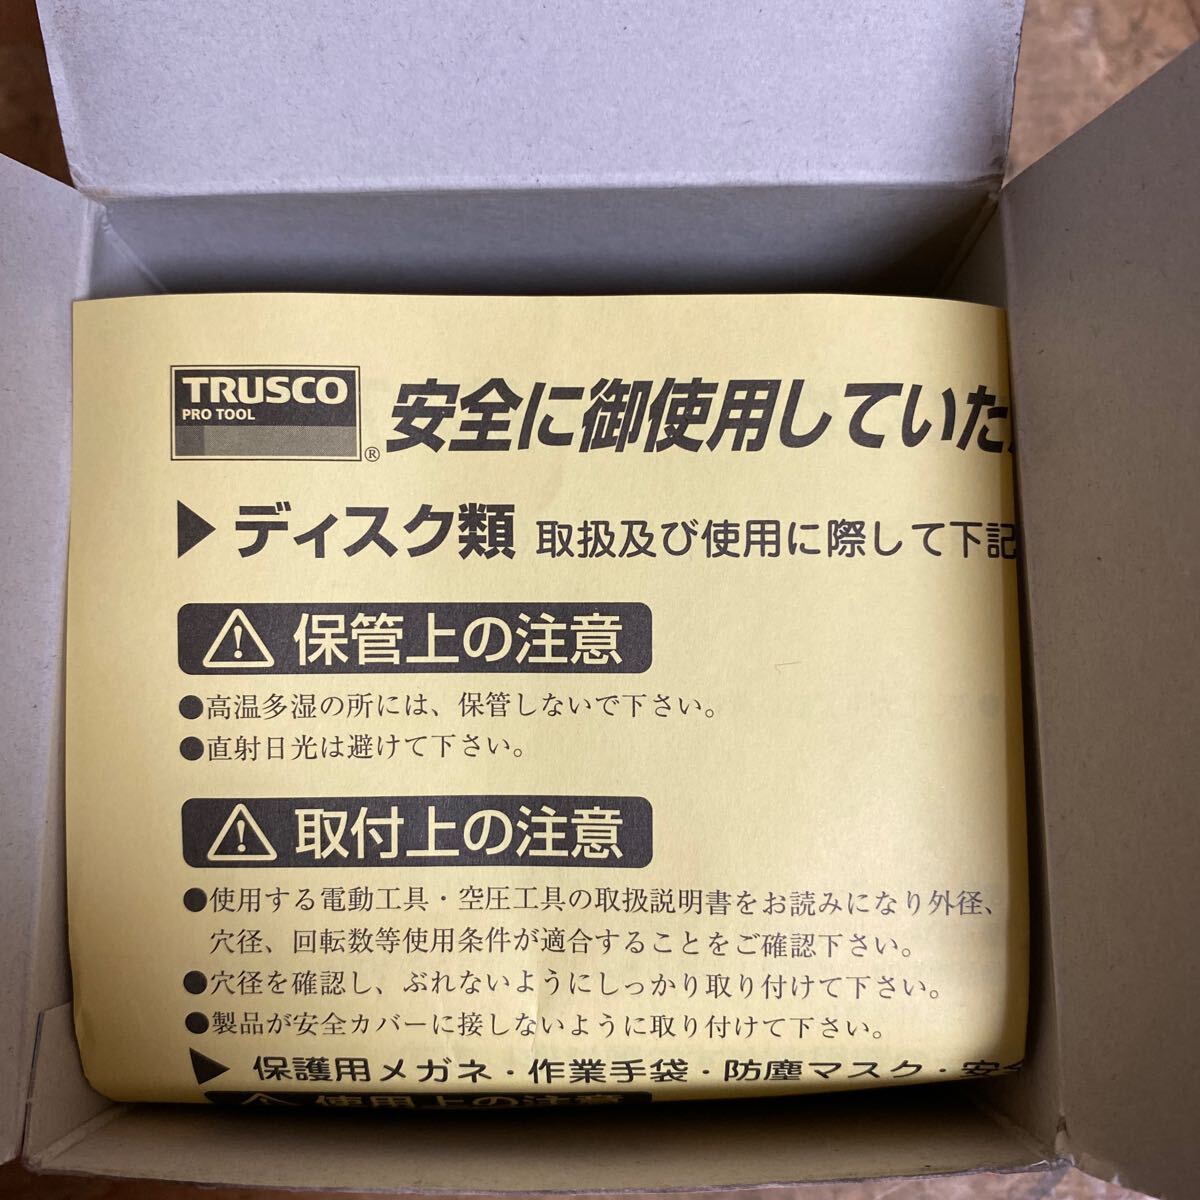 TRUSCO
PRO TOOL
®
安全に御使用していた
▶ディスク類 取扱及び使用に際して下記
⚠保管上の注意
●高温多湿の所には、保管しないで下さい。
●直射日光は避けて下さい。
⚠取付上の注意
●使用する電動工具・空圧工具の取扱説明書をお読みになり外径、
穴径、回転数等使用条件が適合することをご確認下さい。
●穴径を確認し、ぶれないようにしっかり取り付けて下さい。
●製品が安全カバーに接しないように取り付けて下さい。
▶保護用メガネ・作業手袋・防塵マスク・安
⚠使用上の注意